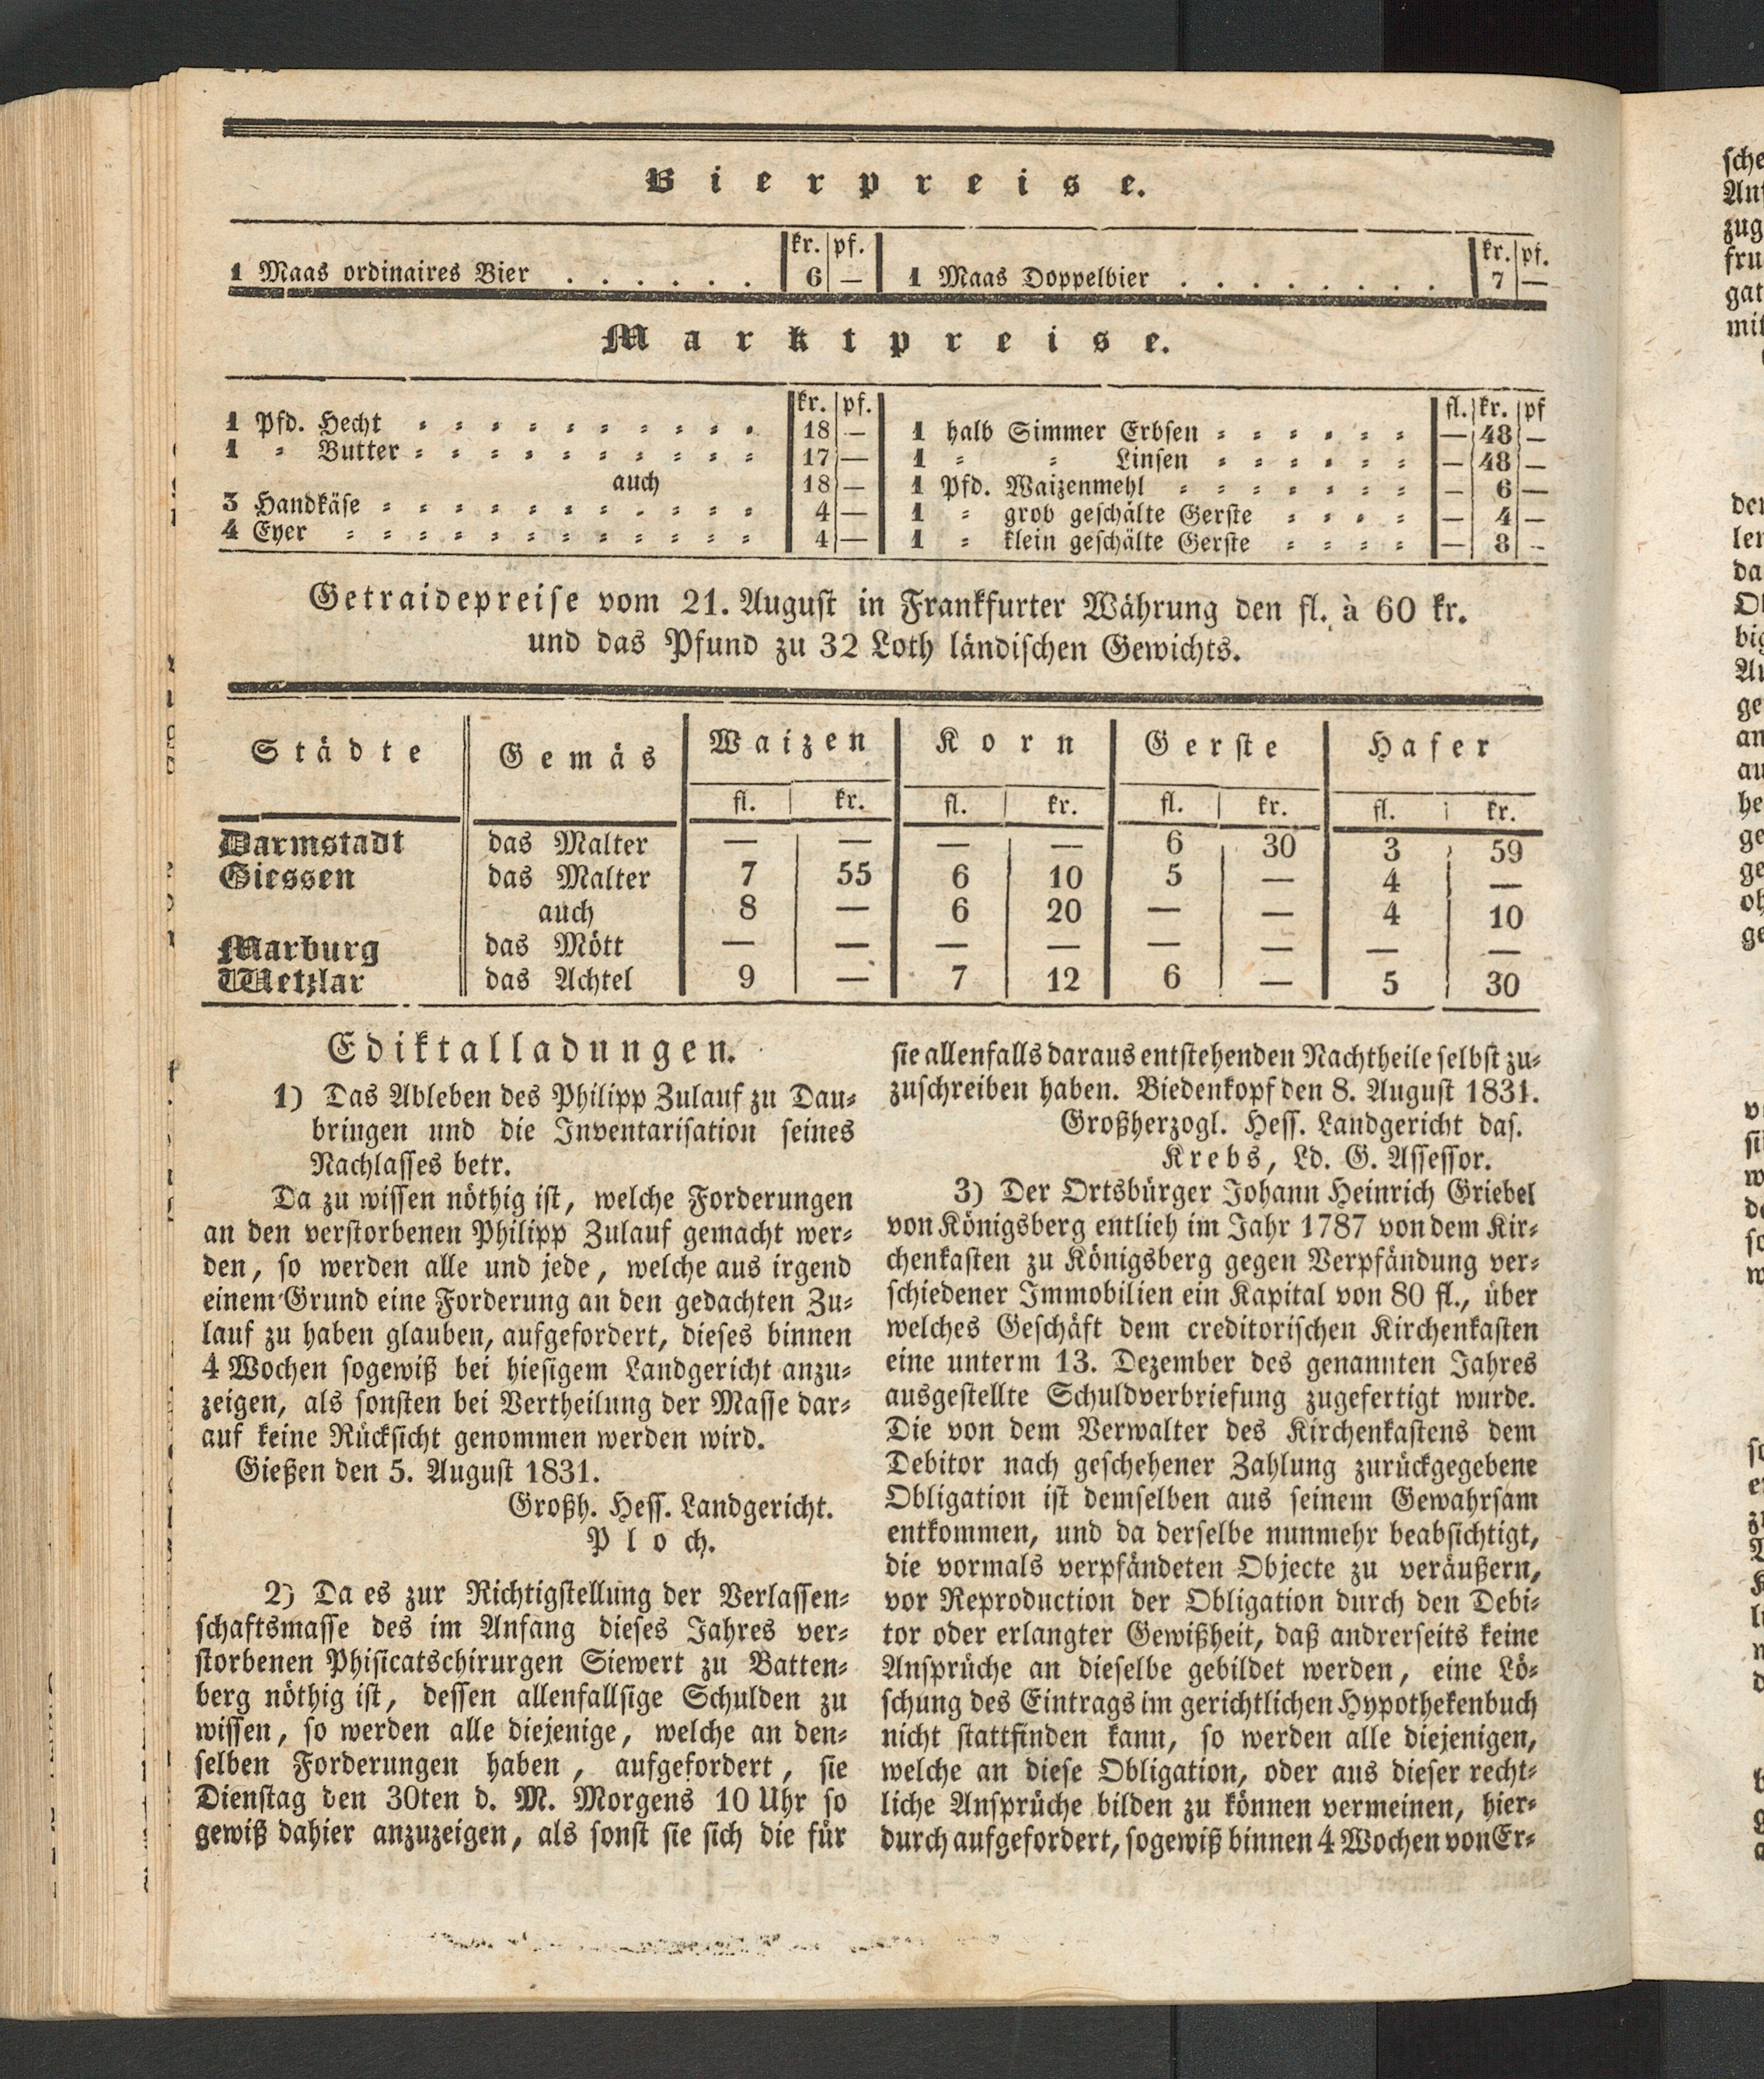 Bierpreise.
kr. pf. kr. pf.
1 Maas ordinaires Bier . . . . . . 6 — 1 Maas Doppelbier . . . . . . . . 7 —
Marktpreise.
kr. pf. fl. kr. pf
1 Pfd. Hecht 18 — 1 halb Simmer Erbsen — 48 —
1 = Butter 17 — 1 = = Linsen — 48 —
auch 18 — 1 Pfd. Waizenmehl — 6 —
3 Handkäse 4 — 1 = grob geschälte Gerste — 4 —
4 Eyer 4 — 1 = klein geschälte Gerste — 8 —
Getraidepreise vom 21. August in Frankfurter Währung den fl. à 60 kr.
und das Pfund zu 32 Loth ländischen Gewichts.
Städte Gemäs Waizen Korn Gerste Hafer
fl. kr. fl. kr. fl. kr. fl. kr.
Darmstadt das Malter — — — — 6 30 3 59
Giessen das Malter 7 55 6 10 5 — 4 —
auch 8 — 6 20 — — 4 10
Marburg das Mött — — — — — — — —
Wetzlar das Achtel 9 — 7 12 6 — 5 30
Ediktalladungen.
1) Das Ableben des Philipp Zulauf zu Dau-
bringen und die Inventarisation seines
Nachlasses betr.
Da zu wissen nöthig ist, welche Forderungen
an den verstorbenen Philipp Zulauf gemacht wer-
den, so werden alle und jede, welche aus irgend
einem Grund eine Forderung an den gedachten Zu-
lauf zu haben glauben, aufgefordert, dieses binnen
4 Wochen sogewiß bei hiesigem Landgericht anzu-
zeigen, als sonsten bei Vertheilung der Masse dar-
auf keine Rücksicht genommen werden wird.
Gießen den 5. August 1831.
Großh. Hess. Landgericht.
Ploch.
2) Da es zur Richtigstellung der Verlassen-
schaftsmasse des im Anfang dieses Jahres ver-
storbenen Phisicatschirurgen Siewert zu Batten-
berg nöthig ist, dessen allenfallsige Schulden zu
wissen, so werden alle diejenige, welche an den-
selben Forderungen haben, aufgefordert, sie
Dienstag den 30ten d. M. Morgens 10 Uhr so
gewiß dahier anzuzeigen, als sonst sie sich die für
sie allenfalls daraus entstehenden Nachtheile selbst zu-
zuschreiben haben. Biedenkopf den 8. August 1831.
Großherzogl. Hess. Landgericht das.
Krebs, Ld. G. Assessor.
3) Der Ortsbürger Johann Heinrich Griebel
von Königsberg entlieh im Jahr 1787 von dem Kir-
chenkasten zu Königsberg gegen Verpfändung ver-
schiedener Immobilien ein Kapital von 80 fl., über
welches Geschäft dem creditorischen Kirchenkasten
eine unterm 13. Dezember des genannten Jahres
ausgestellte Schuldverbriefung zugefertigt wurde.
Die von dem Verwalter des Kirchenkastens dem
Debitor nach geschehener Zahlung zurückgegebene
Obligation ist demselben aus seinem Gewahrsam
entkommen, und da derselbe nunmehr beabsichtigt,
die vormals verpfändeten Objecte zu veräußern,
vor Reproduction der Obligation durch den Debi-
tor oder erlangter Gewißheit, daß andrerseits keine
Ansprüche an dieselbe gebildet werden, eine Lö-
schung des Eintrags im gerichtlichen Hypothekenbuch
nicht stattfinden kann, so werden alle diejenigen,
welche an diese Obligation, oder aus dieser recht-
liche Ansprüche bilden zu können vermeinen, hier-
durch aufgefordert, sogewiß binnen 4 Wochen von Er-